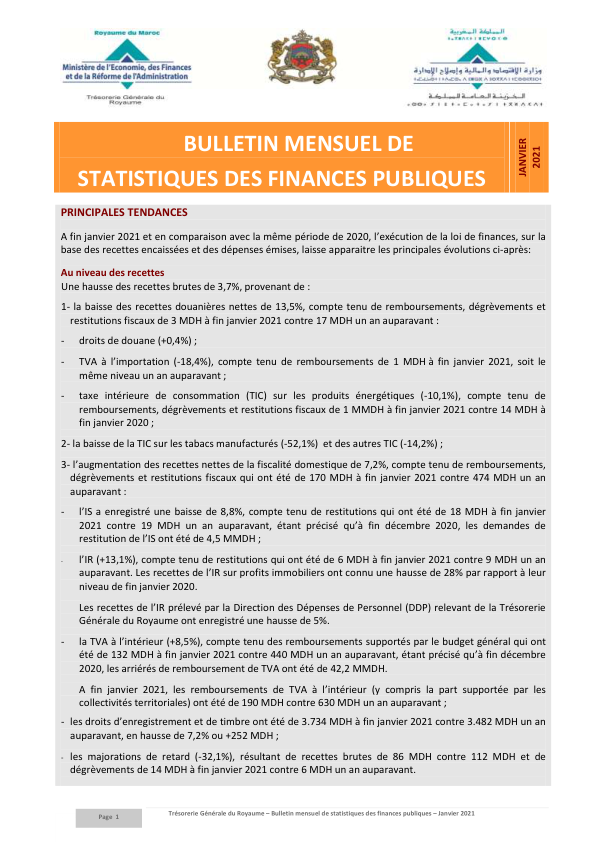 Royaume du Maroc
Ministère de l'Economie, des Finances
et de la Réforme de l'Administration
Trésorerie Générale du
Royaume
المملكة المغربية
وزارة الاقتصاد والمالية وإصلاح الإدارة
الخزينة العامة للمملكة
BULLETIN MENSUEL DE
STATISTIQUES DES FINANCES PUBLIQUES
JANVIER
2021
PRINCIPALES TENDANCES
A fin janvier 2021 et en comparaison avec la même période de 2020, l'exécution de la loi de finances, sur la
base des recettes encaissées et des dépenses émises, laisse apparaitre les principales évolutions ci-après:
Au niveau des recettes
Une hausse des recettes brutes de 3,7%, provenant de :
1- la baisse des recettes douanières nettes de 13,5%, compte tenu de remboursements, dégrèvements et
restitutions fiscaux de 3 MDH à fin janvier 2021 contre 17 MDH un an auparavant :
- droits de douane (+0,4%) ;
- TVA à l'importation (-18,4%), compte tenu de remboursements de 1 MDH à fin janvier 2021, soit le
même niveau un an auparavant ;
- taxe intérieure de consommation (TIC) sur les produits énergétiques (-10,1%), compte tenu de
remboursements, dégrèvements et restitutions fiscaux de 1 MMDH à fin janvier 2021 contre 14 MDH à
fin janvier 2020 ;
2- la baisse de la TIC sur les tabacs manufacturés (-52,1%) et des autres TIC (-14,2%) ;
3- l'augmentation des recettes nettes de la fiscalité domestique de 7,2%, compte tenu de remboursements,
dégrèvements et restitutions fiscaux qui ont été de 170 MDH à fin janvier 2021 contre 474 MDH un an
auparavant :
- l'IS a enregistré une baisse de 8,8%, compte tenu de restitutions qui ont été de 18 MDH à fin janvier
2021 contre 19 MDH un an auparavant, étant précisé qu'à fin décembre 2020, les demandes de
restitution de l'IS ont été de 4,5 MMDH ;
- l'IR (+13,1%), compte tenu de restitutions qui ont été de 6 MDH à fin janvier 2021 contre 9 MDH un an
auparavant. Les recettes de l'IR sur profits immobiliers ont connu une hausse de 28% par rapport à leur
niveau de fin janvier 2020.
Les recettes de l'IR prélevé par la Direction des Dépenses de Personnel (DDP) relevant de la Trésorerie
Générale du Royaume ont enregistré une hausse de 5%.
- la TVA à l'intérieur (+8,5%), compte tenu des remboursements supportés par le budget général qui ont
été de 132 MDH à fin janvier 2021 contre 440 MDH un an auparavant, étant précisé qu'à fin décembre
2020, les arriérés de remboursement de TVA ont été de 42,2 MMDH.
A fin janvier 2021, les remboursements de TVA à l'intérieur (y compris la part supportée par les
collectivités territoriales) ont été de 190 MDH contre 630 MDH un an auparavant ;
- les droits d'enregistrement et de timbre ont été de 3.734 MDH à fin janvier 2021 contre 3.482 MDH un an
auparavant, en hausse de 7,2% ou +252 MDH ;
- les majorations de retard (-32,1%), résultant de recettes brutes de 86 MDH contre 112 MDH et de
dégrèvements de 14 MDH à fin janvier 2021 contre 6 MDH un an auparavant.
Page 1
Trésorerie Générale du Royaume – Bulletin mensuel de statistiques des finances publiques – Janvier 2021